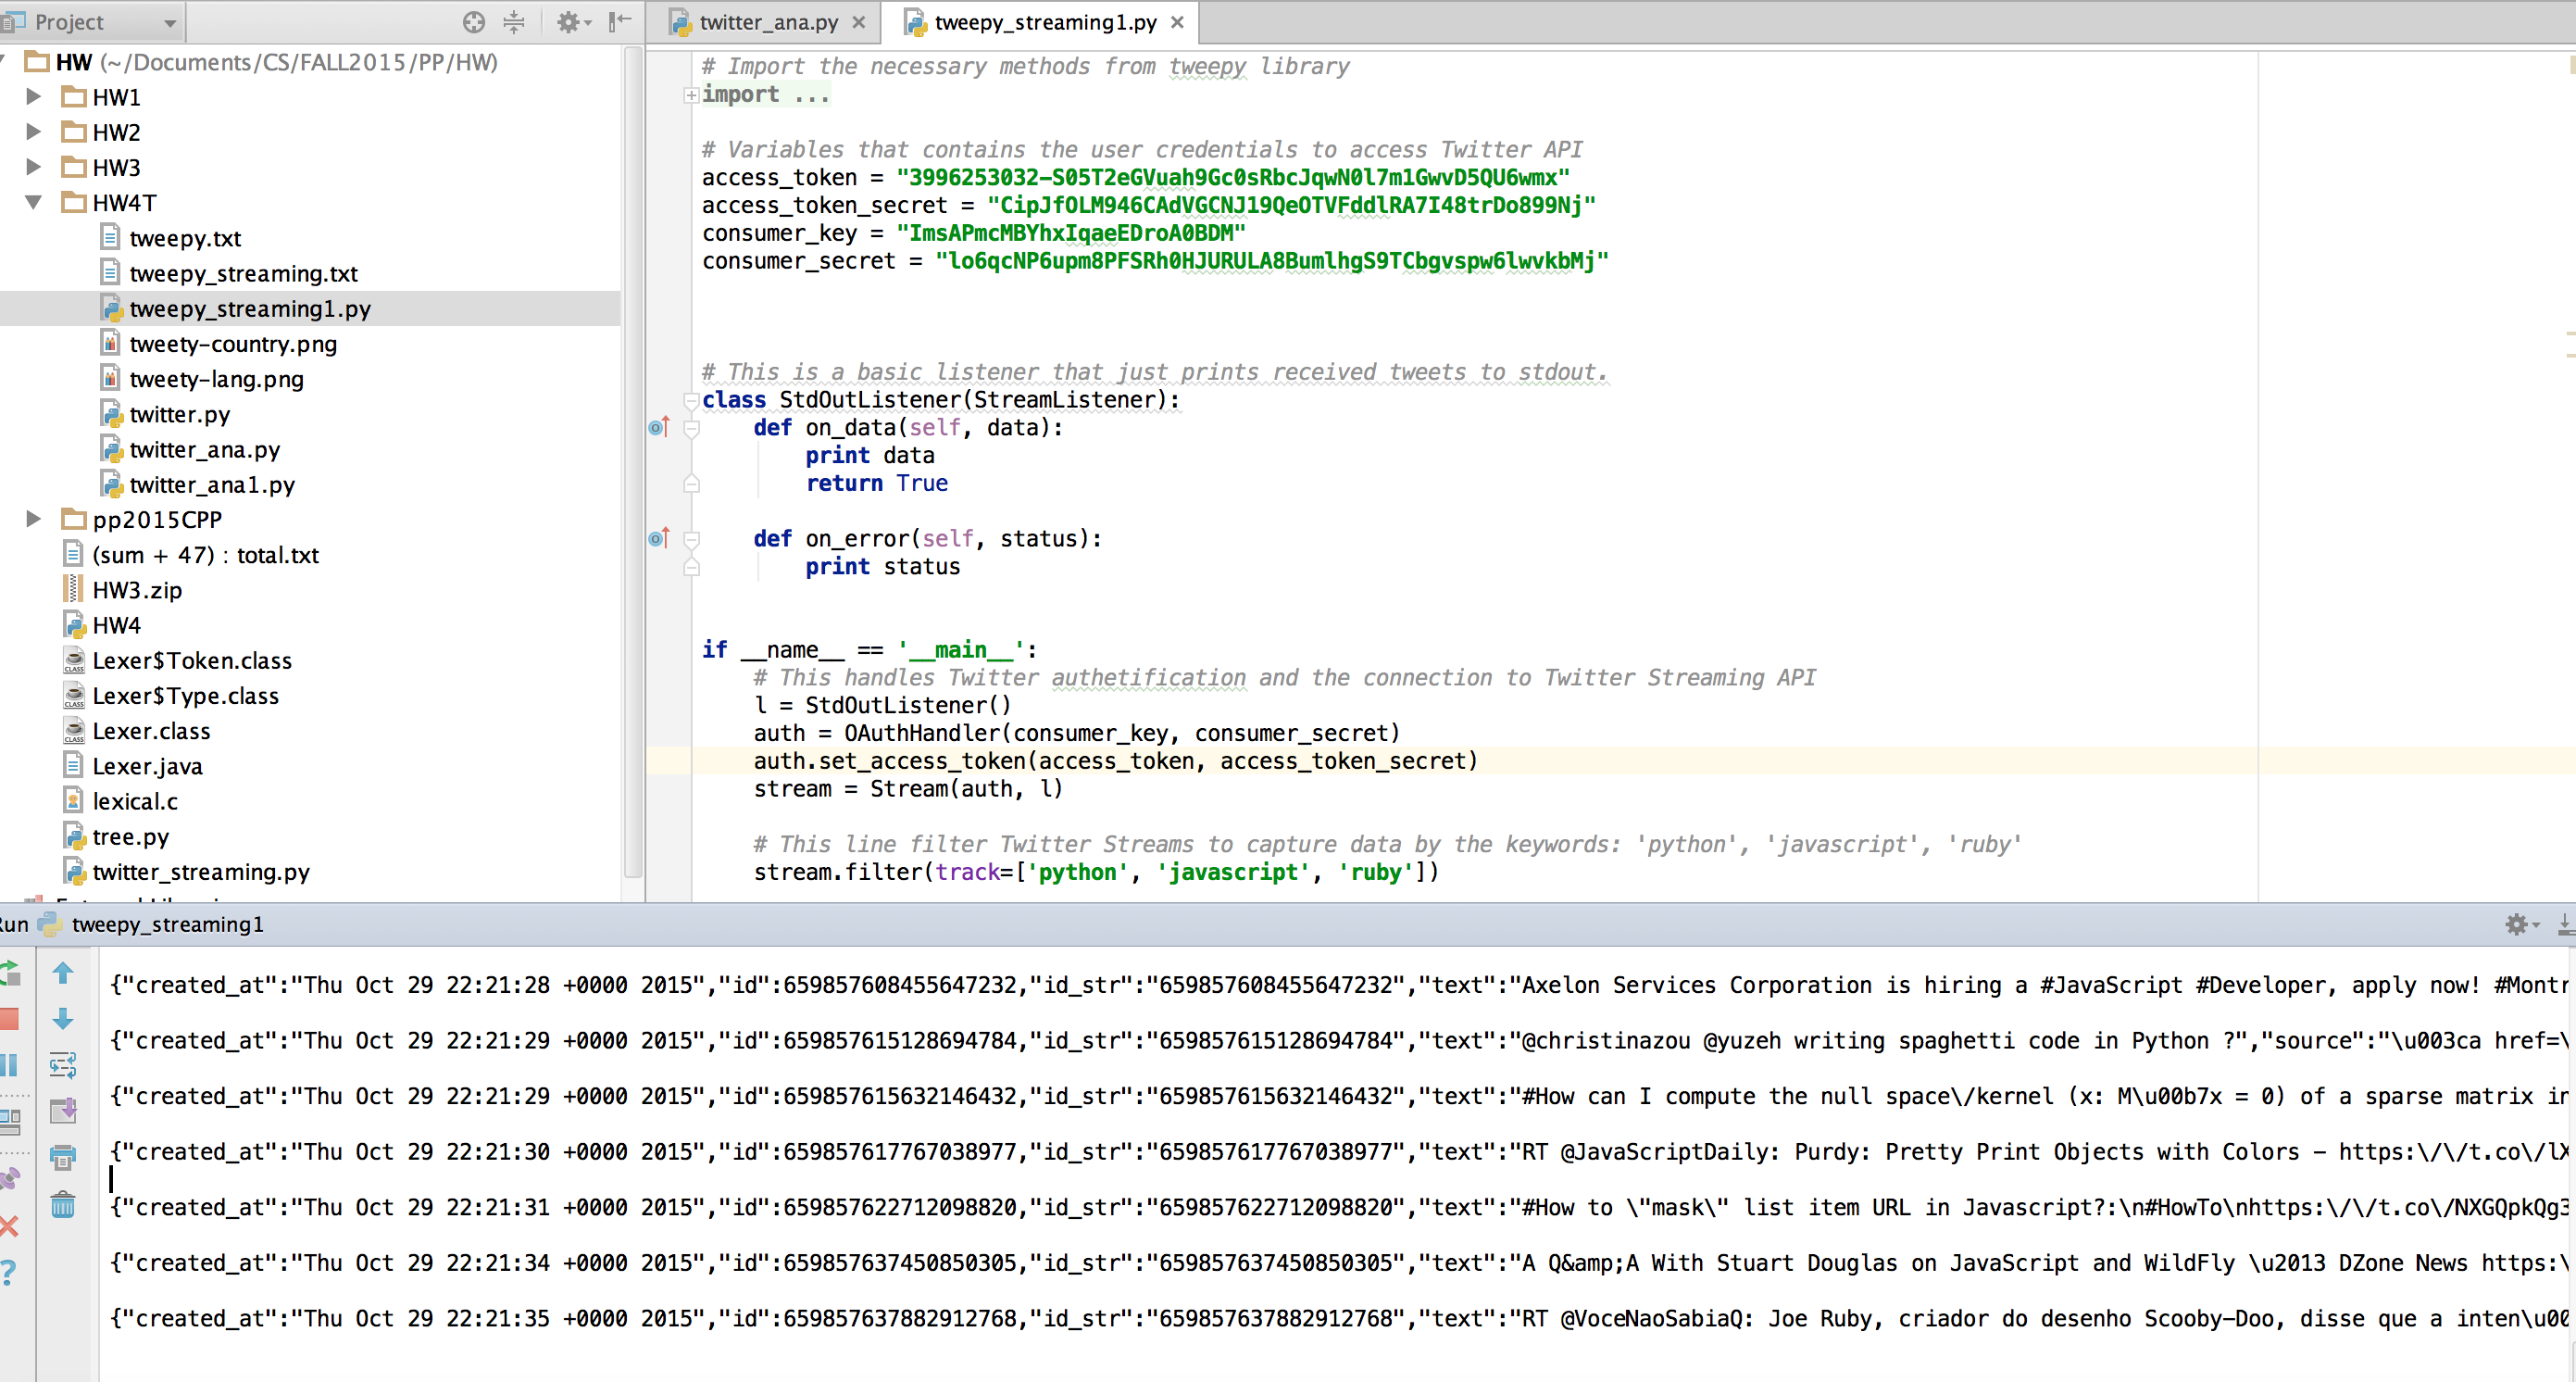 Project
HW (~/Documents/CS/FALL2015/PP/HW)
HW1
HW2
HW3
HW4T
tweepy.txt
tweepy_streaming.txt
tweepy_streaming1.py
tweety-country.png
tweety-lang.png
twitter.py
twitter_ana.py
twitter_ana1.py
pp2015CPP
(sum + 47) : total.txt
HW3.zip
HW4
Lexer$Token.class
Lexer$Type.class
Lexer.class
Lexer.java
lexical.c
tree.py
twitter_streaming.py
twitter_ana.py
tweepy_streaming1.py
# Import the necessary methods from tweepy library
import ...
# Variables that contains the user credentials to access Twitter API
access_token = "3996253032-S05T2eGVuah9Gc0sRbcJqwN0l7m1GwvD5QU6wmx"
access_token_secret = "CipJfOLM946CAdVGCNJ19QeOTVFddlRA7I48trDo899Nj"
consumer_key = "ImsAPmcMBYhxIqaeEDroA0BDM"
consumer_secret = "lo6qcNP6upm8PFSRh0HJURULA8BumlhgS9TCbgvspw6lwvkbMj"
# This is a basic listener that just prints received tweets to stdout.
class StdOutListener(StreamListener):
def on_data(self, data):
print data
return True
def on_error(self, status):
print status
if __name__ == '__main__':
# This handles Twitter authetification and the connection to Twitter Streaming API
l = StdOutListener()
auth = OAuthHandler(consumer_key, consumer_secret)
auth.set_access_token(access_token, access_token_secret)
stream = Stream(auth, l)
# This line filter Twitter Streams to capture data by the keywords: 'python', 'javascript', 'ruby'
stream.filter(track=['python', 'javascript', 'ruby'])
Run tweepy_streaming1
{"created_at":"Thu Oct 29 22:21:28 +0000 2015","id":659857608455647232,"id_str":"659857608455647232","text":"Axelon Services Corporation is hiring a #JavaScript #Developer, apply now! #Montr
{"created_at":"Thu Oct 29 22:21:29 +0000 2015","id":659857615128694784,"id_str":"659857615128694784","text":"@christinazou @yuzeh writing spaghetti code in Python ?","source":"\u003ca href=\
{"created_at":"Thu Oct 29 22:21:29 +0000 2015","id":659857615632146432,"id_str":"659857615632146432","text":"#How can I compute the null space\/kernel (x: M\u00b7x = 0) of a sparse matrix in
{"created_at":"Thu Oct 29 22:21:30 +0000 2015","id":659857617767038977,"id_str":"659857617767038977","text":"RT @JavaScriptDaily: Purdy: Pretty Print Objects with Colors - https:\/\/t.co\/lX
{"created_at":"Thu Oct 29 22:21:31 +0000 2015","id":659857622712098820,"id_str":"659857622712098820","text":"#How to \"mask\" list item URL in Javascript?:\n#HowTo\nhttps:\/\/t.co\/NXGQpkQg3
{"created_at":"Thu Oct 29 22:21:34 +0000 2015","id":659857637450850305,"id_str":"659857637450850305","text":"A Q&amp;A With Stuart Douglas on JavaScript and WildFly \u2013 DZone News https:\
{"created_at":"Thu Oct 29 22:21:35 +0000 2015","id":659857637882912768,"id_str":"659857637882912768","text":"RT @VoceNaoSabiaQ: Joe Ruby, criador do desenho Scooby-Doo, disse que a inten\u00